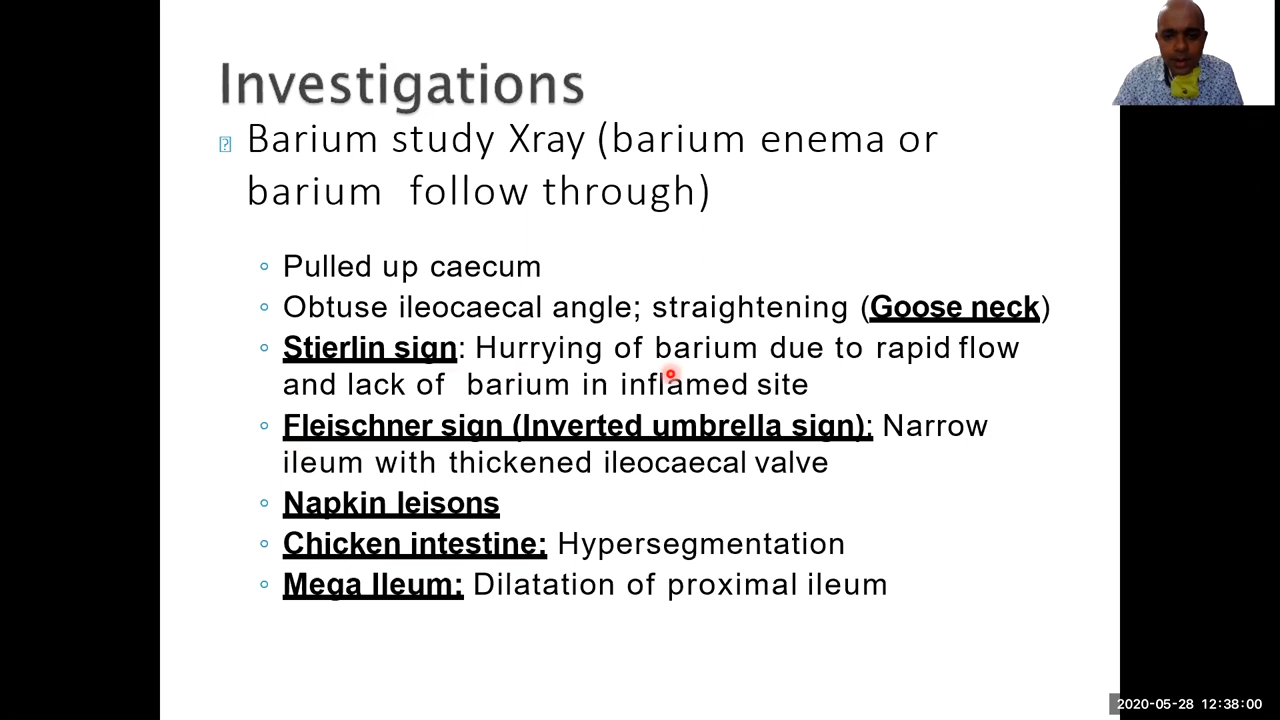 Investigations
Barium study Xray (barium enema or
barium follow through)
Pulled up caecum
Obtuse ileocaecal angle; straightening (Goose neck)
Stierlin sign: Hurrying of barium due to rapid flow
and lack of barium in inflamed site
Fleischner sign (Inverted umbrella sign): Narrow
ileum with thickened ileocaecal valve
Napkin leisons
Chicken intestine: Hypersegmentation
Mega Ileum: Dilatation of proximal ileum
2020-05-28 12:38:00